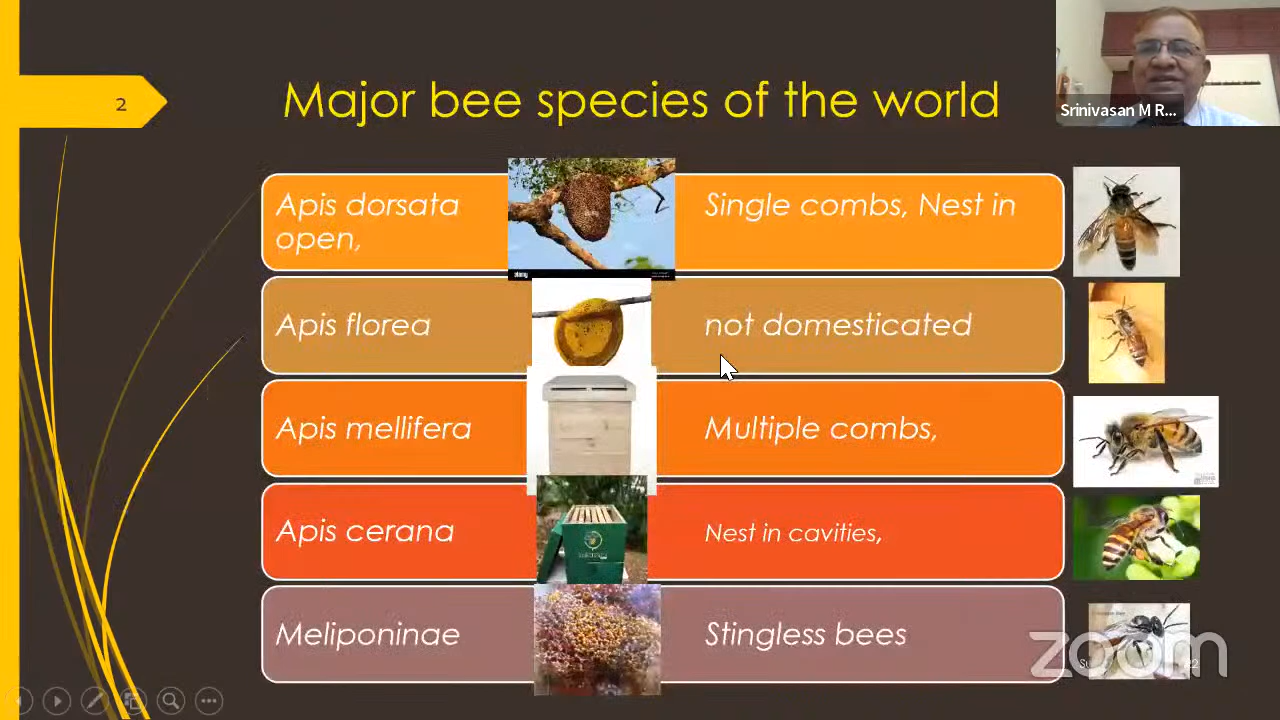 2
Major bee species of the world
Srinivasan M R...
Apis dorsata Single combs, Nest in
open,
alamy
Apis florea not domesticated
Apis mellifera Multiple combs,
Apis cerana Nest in cavities,
Meliponinae Stingless bees
zoom